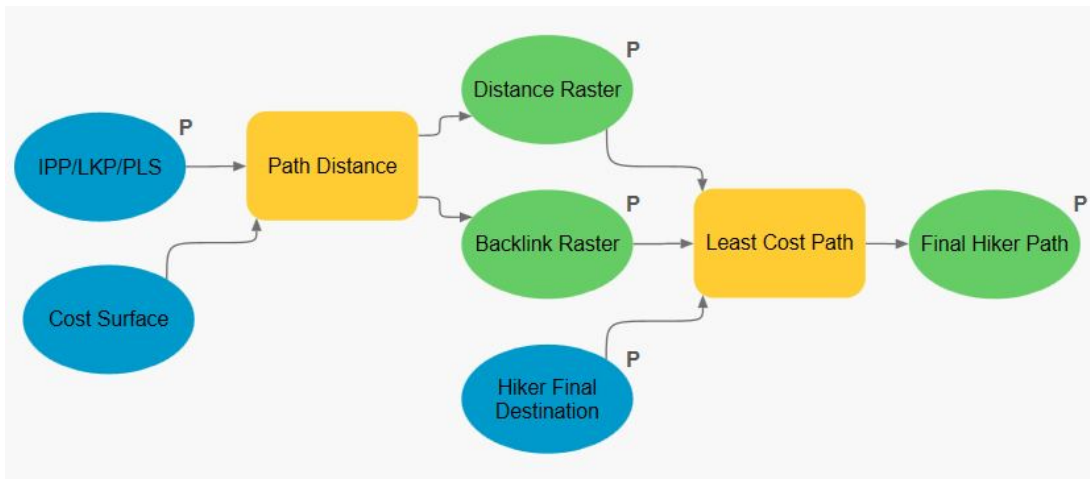 P
IPP/LKP/PLS
Path Distance
Cost Surface
P
Distance Raster
P
Backlink Raster
P
Hiker Final
Destination
Least Cost Path
P
Final Hiker Path